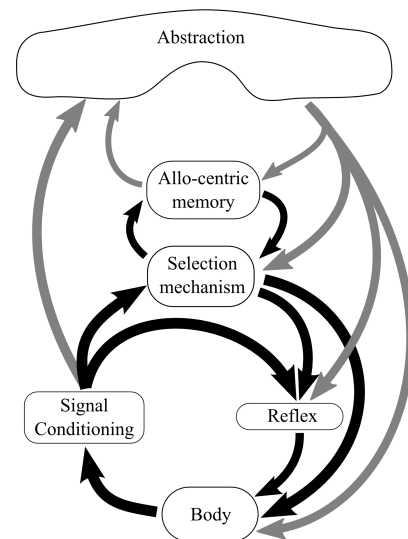 Abstraction
Allo-centric
memory
Selection
mechanism
Signal
Conditioning
Reflex
Body